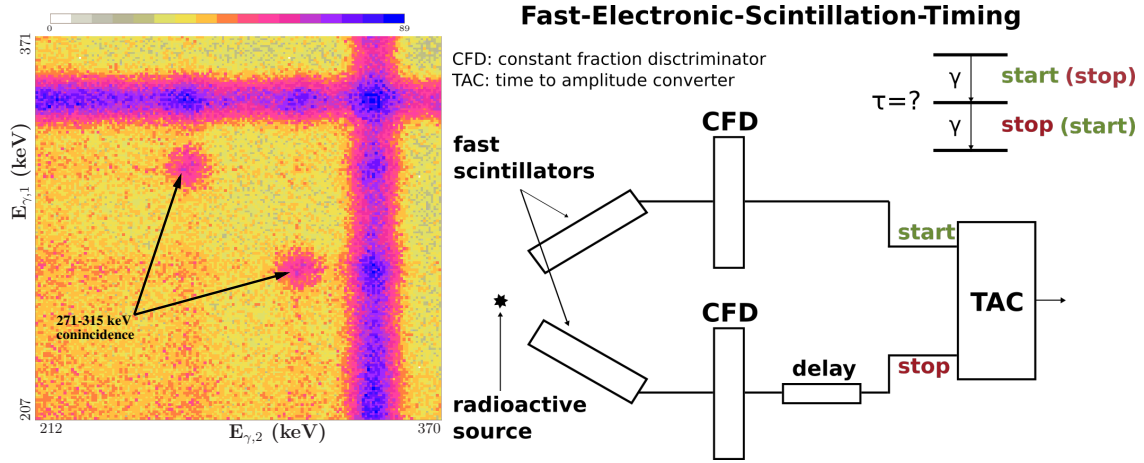 Fast-Electronic-Scintillation-Timing
0
89
371
E_γ,1 (keV)
207
212
E_γ,2 (keV)
370
271-315 keV
conincidence
CFD: constant fraction discriminator
TAC: time to amplitude converter
τ=?
γ
start (stop)
γ
stop (start)
fast
scintillators
CFD
start
TAC
CFD
delay
stop
radioactive
source